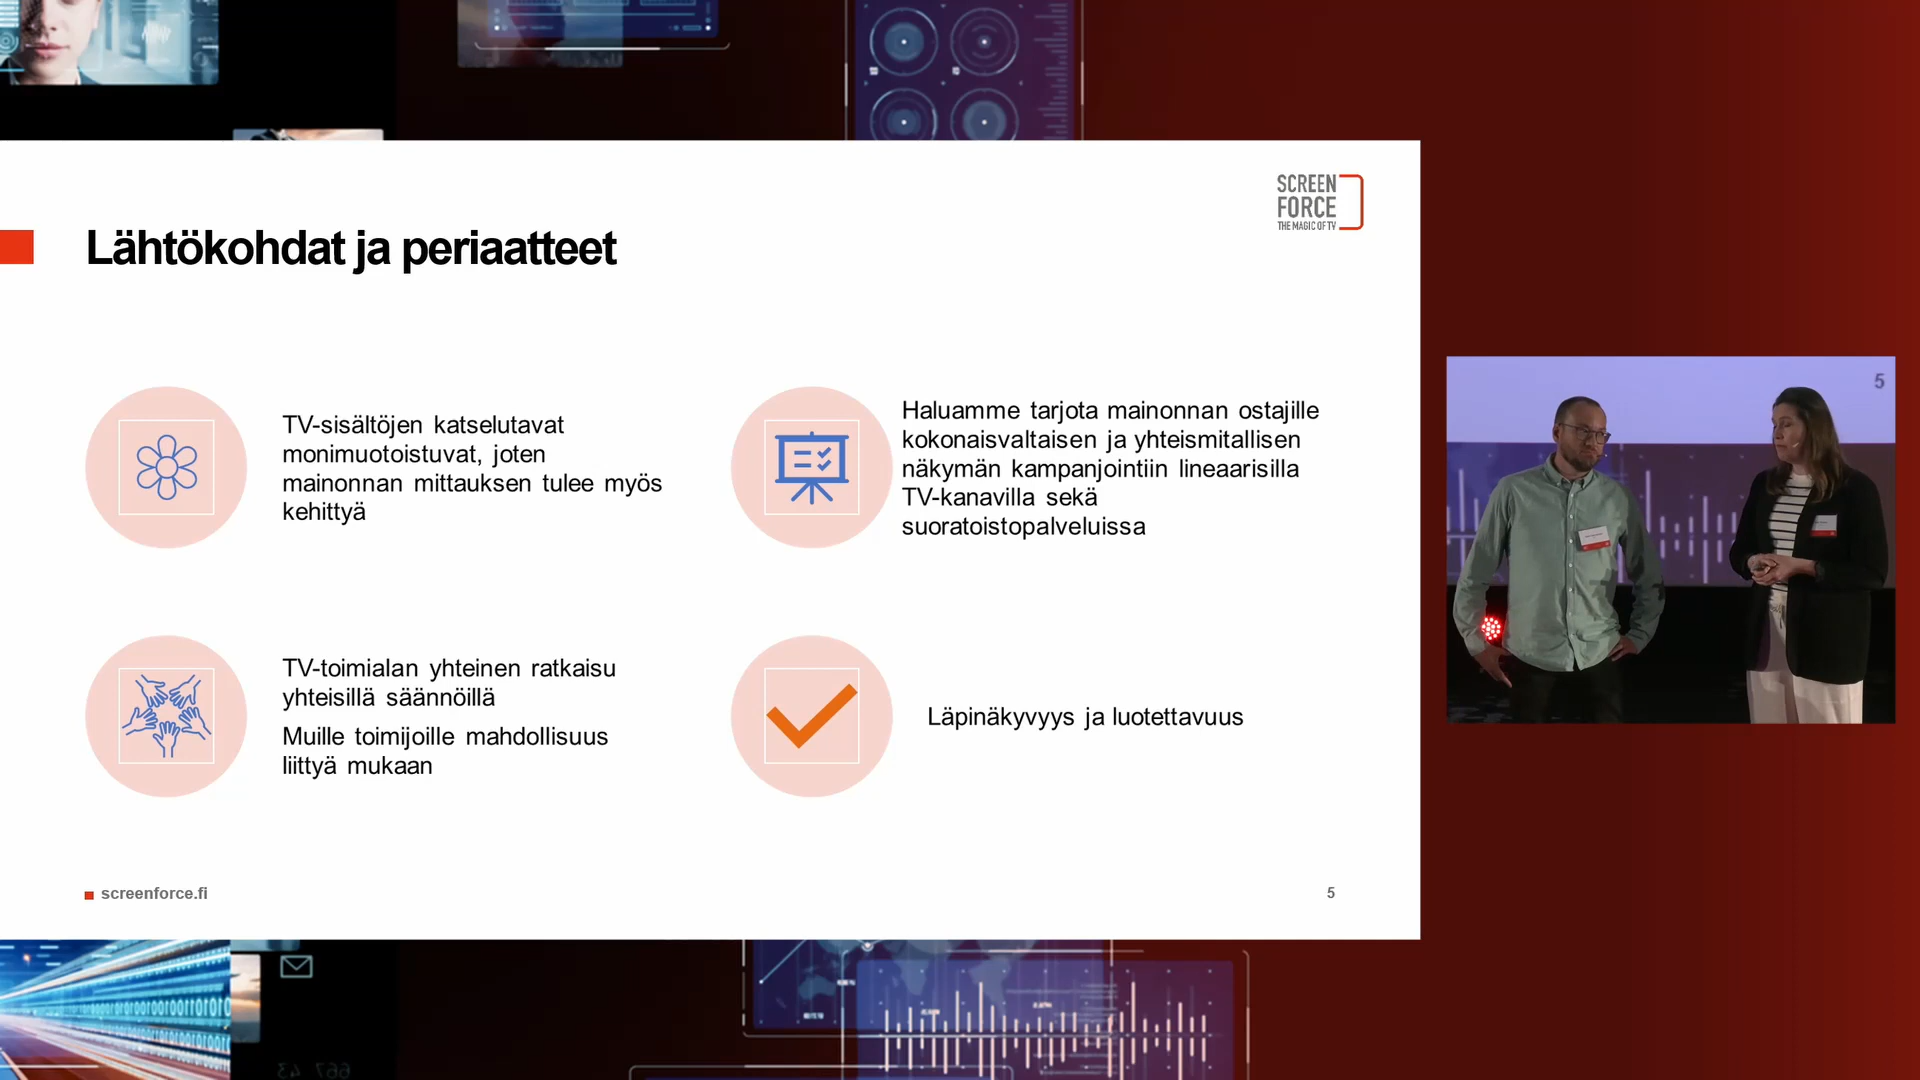 SCREEN
FORCE
THE MAGIC OF TV
Lähtökohdat ja periaatteet
TV-sisältöjen katselutavat
monimuotoistuvat, joten
mainonnan mittauksen tulee myös
kehittyä
Haluamme tarjota mainonnan ostajille
kokonaisvaltaisen ja yhteismitallisen
näkymän kampanjointiin lineaarisilla
TV-kanavilla sekä
suoratoistopalveluissa
TV-toimialan yhteinen ratkaisu
yhteisillä säännöillä
Muille toimijoille mahdollisuus
liittyä mukaan
Läpinäkyvyys ja luotettavuus
screenforce.fi
5
5